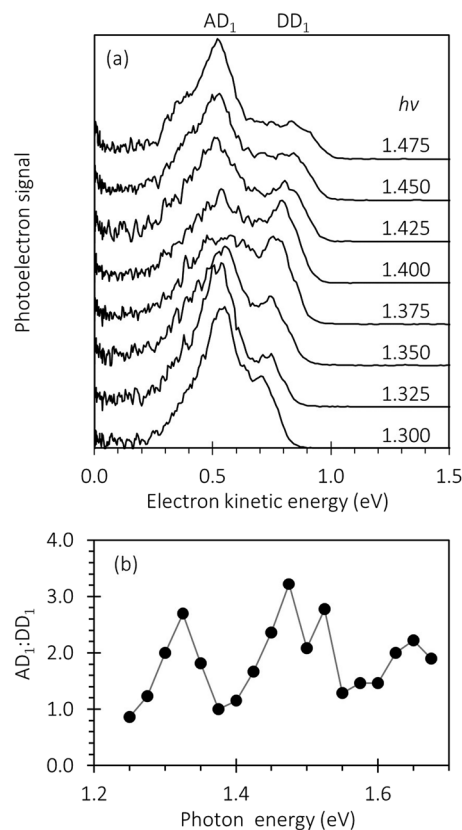 AD1 DD1
(a)
hν
1.475
1.450
1.425
1.400
1.375
1.350
1.325
1.300
Photoelectron signal
0.0 0.5 1.0 1.5
Electron kinetic energy (eV)
4.0
(b)
3.0
2.0
1.0
0.0
AD1:DD1
1.2 1.4 1.6
Photon energy (eV)